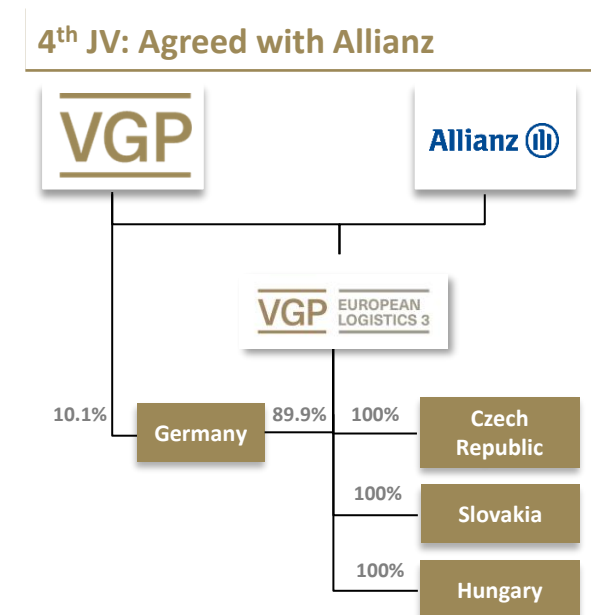 4th JV: Agreed with Allianz
VGP
Allianz
VGP EUROPEAN
LOGISTICS 3
10.1%
Germany
89.9%
100%
Czech
Republic
100%
Slovakia
100%
Hungary